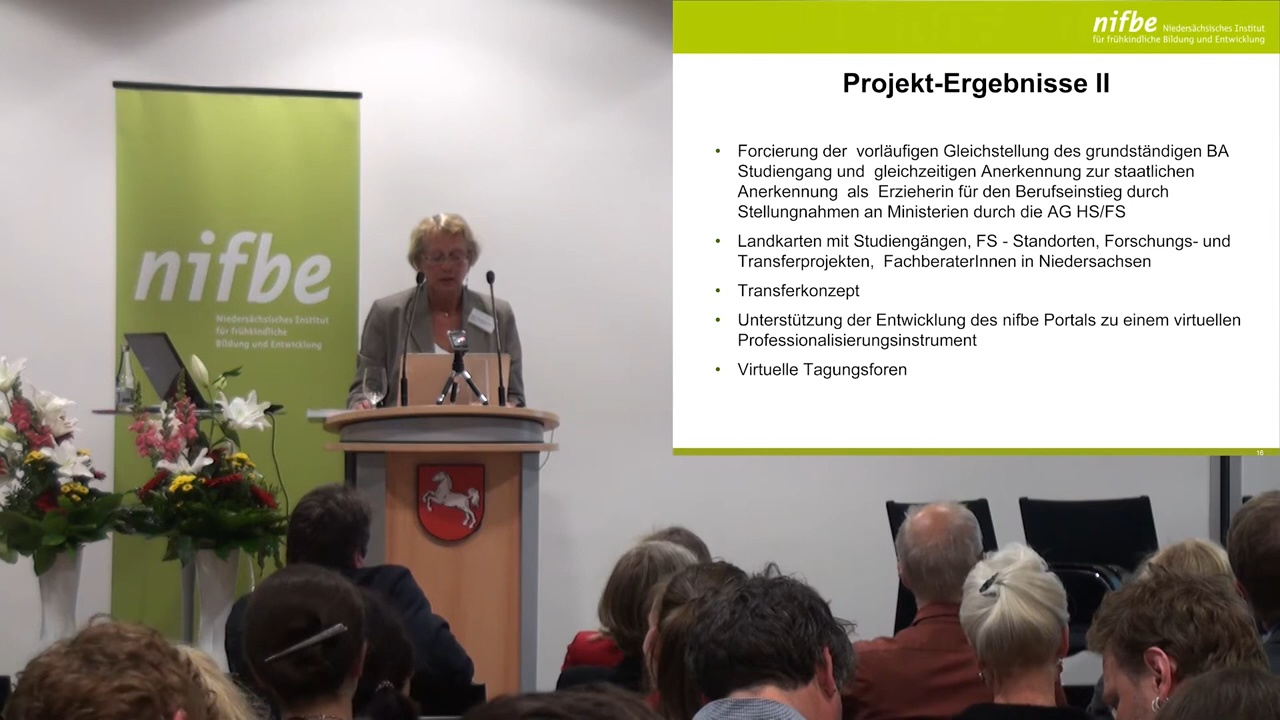 nifbe
Niedersächsisches Institut
für frühkindliche
Bildung und Entwicklung
nifbe Niedersächsisches Institut
für frühkindliche Bildung und Entwicklung
Projekt-Ergebnisse II
• Forcierung der vorläufigen Gleichstellung des grundständigen BA
Studiengang und gleichzeitigen Anerkennung zur staatlichen
Anerkennung als Erzieherin für den Berufseinstieg durch
Stellungnahmen an Ministerien durch die AG HS/FS
• Landkarten mit Studiengängen, FS - Standorten, Forschungs- und
Transferprojekten, FachberaterInnen in Niedersachsen
• Transferkonzept
• Unterstützung der Entwicklung des nifbe Portals zu einem virtuellen
Professionalisierungsinstrument
• Virtuelle Tagungsforen
16